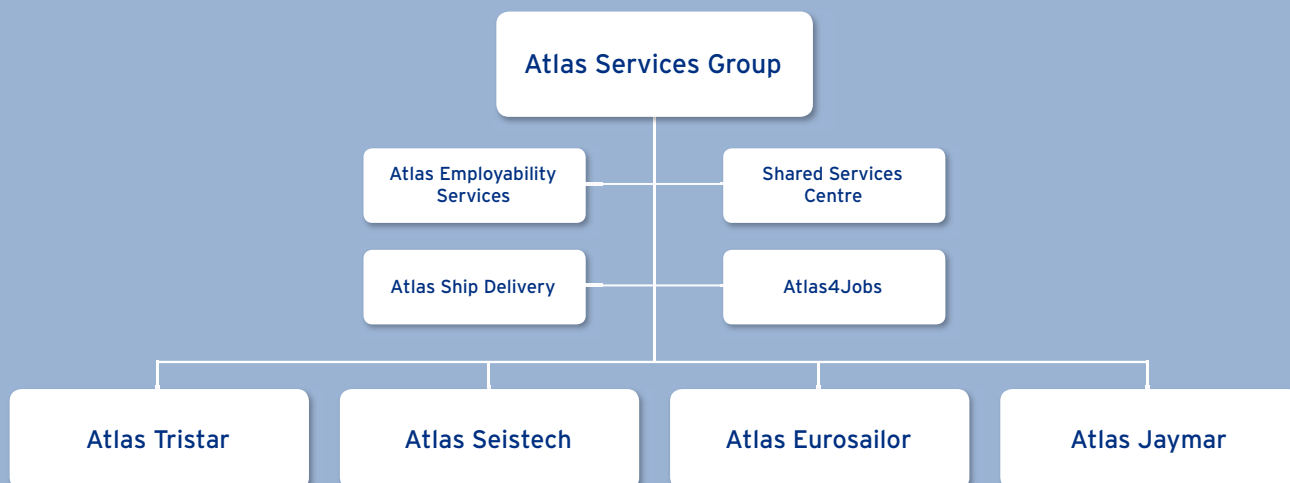 Atlas Services Group
Atlas Employability
Services
Shared Services
Centre
Atlas Ship Delivery
Atlas4Jobs
Atlas Tristar
Atlas Seistech
Atlas Eurosailor
Atlas Jaymar